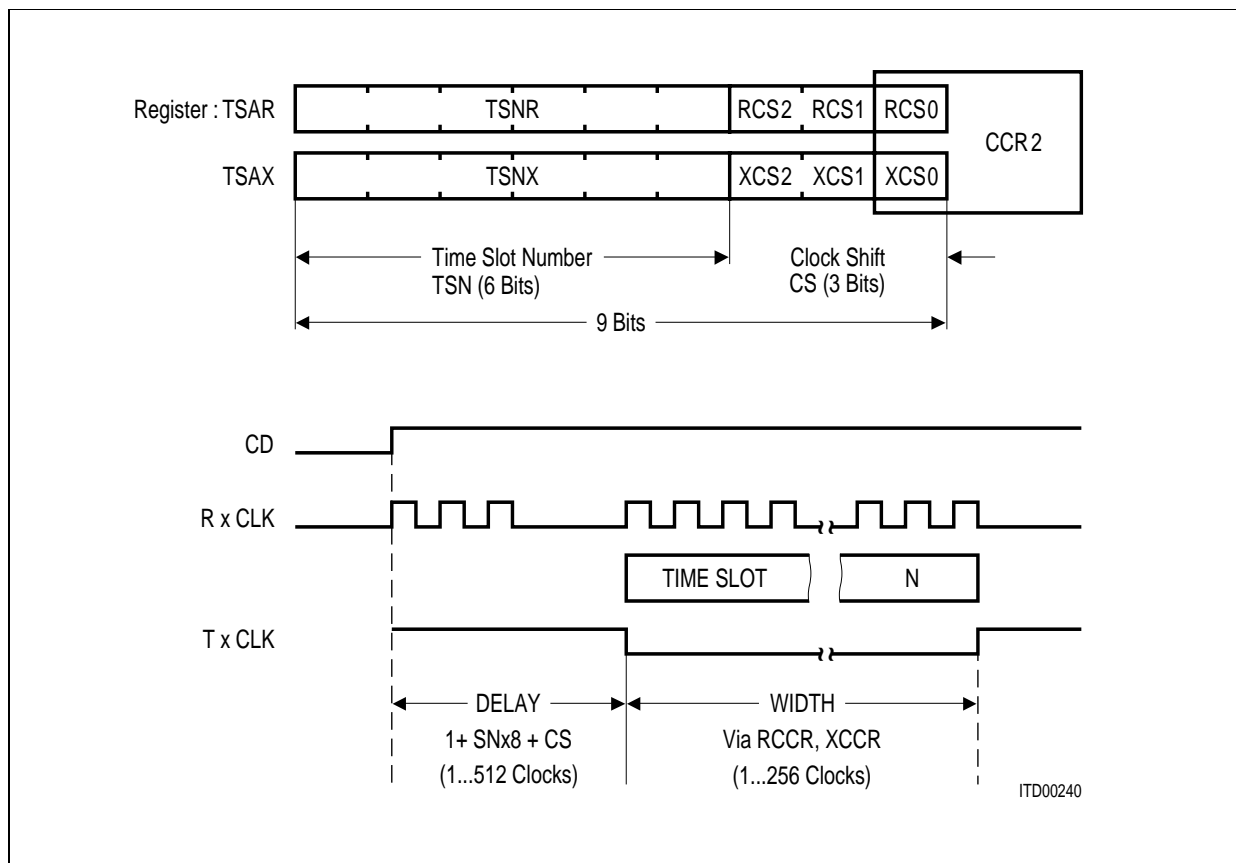 Register : TSAR TSNR RCS2 RCS1 RCS0
CCR2
TSAX TSNX XCS2 XCS1 XCS0
Time Slot Number
TSN (6 Bits)
Clock Shift
CS (3 Bits)
9 Bits
CD
R x CLK
TIME SLOT N
T x CLK
DELAY
1+ SNx8 + CS
(1...512 Clocks)
WIDTH
Via RCCR, XCCR
(1...256 Clocks)
ITD00240